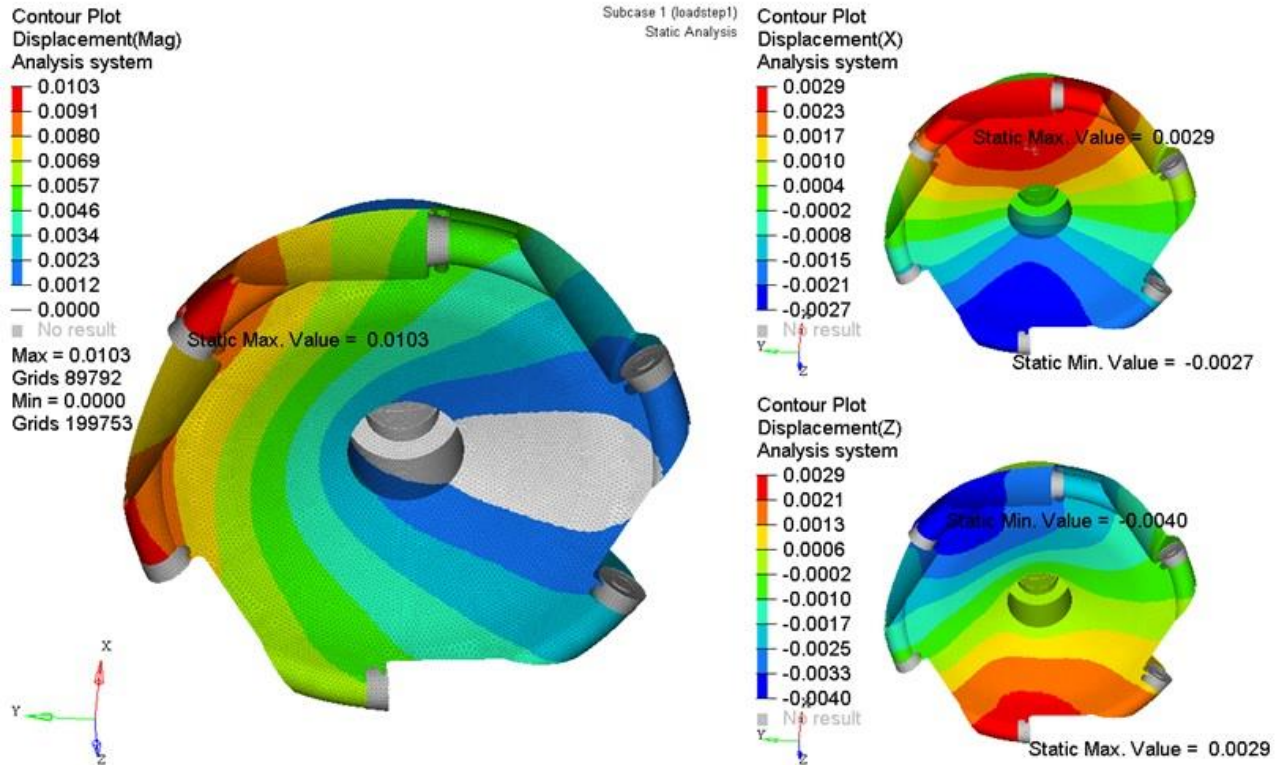 Contour Plot
Displacement(Mag)
Analysis system
0.0103
0.0091
0.0080
0.0069
0.0057
0.0046
0.0034
0.0023
0.0012
0.0000
No result
Max = 0.0103
Grids 89792
Min = 0.0000
Grids 199753
Static Max. Value = 0.0103
X
Y
Z
Subcase 1 (loadstep1)
Static Analysis
Contour Plot
Displacement(X)
Analysis system
0.0029
0.0023
0.0017
0.0010
0.0004
-0.0002
-0.0008
-0.0015
-0.0021
-0.0027
No result
Static Max. Value = 0.0029
Static Min. Value = -0.0027
Y
Z
Contour Plot
Displacement(Z)
Analysis system
0.0029
0.0021
0.0013
0.0006
-0.0002
-0.0010
-0.0017
-0.0025
-0.0033
-0.0040
No result
Static Min. Value = -0.0040
Static Max. Value = 0.0029
Y
Z